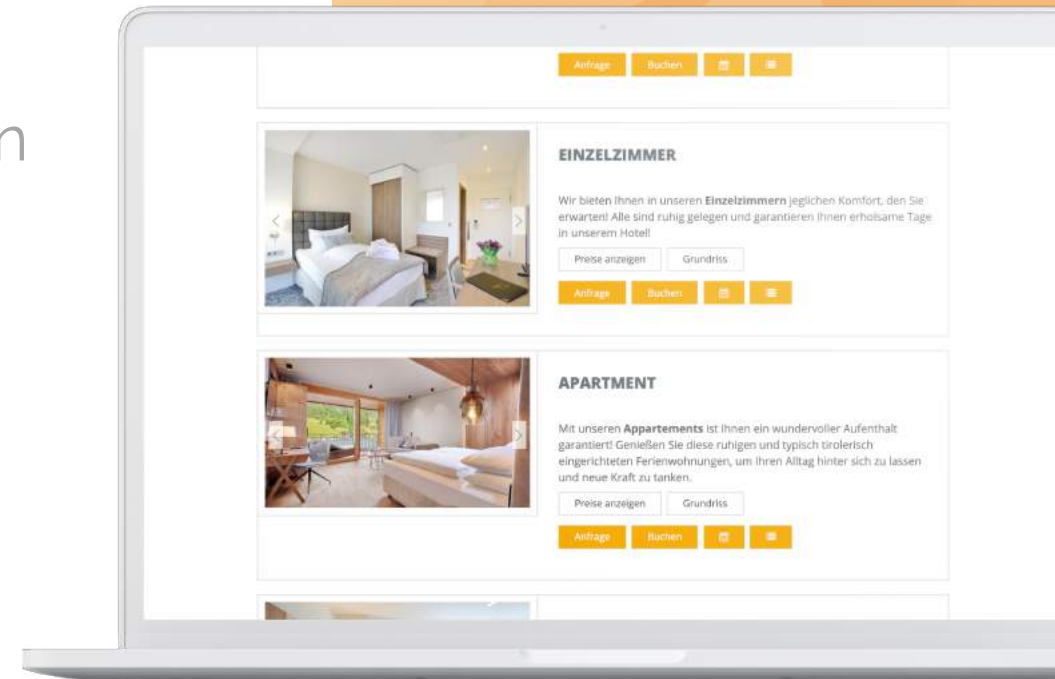 n
Anfrage Buchen
EINZELZIMMER
Wir bieten Ihnen in unseren Einzelzimmern jeglichen Komfort, den Sie
erwarten! Alle sind ruhig gelegen und garantieren Ihnen erholsame Tage
in unserem Hotel!
Preise anzeigen Grundriss
Anfrage Buchen
APARTMENT
Mit unseren Appartements ist Ihnen ein wundervoller Aufenthalt
garantiert! Genießen Sie diese ruhigen und typisch tirolerisch
eingerichteten Ferienwohnungen, um Ihren Alltag hinter sich zu lassen
und neue Kraft zu tanken.
Preise anzeigen Grundriss
Anfrage Buchen